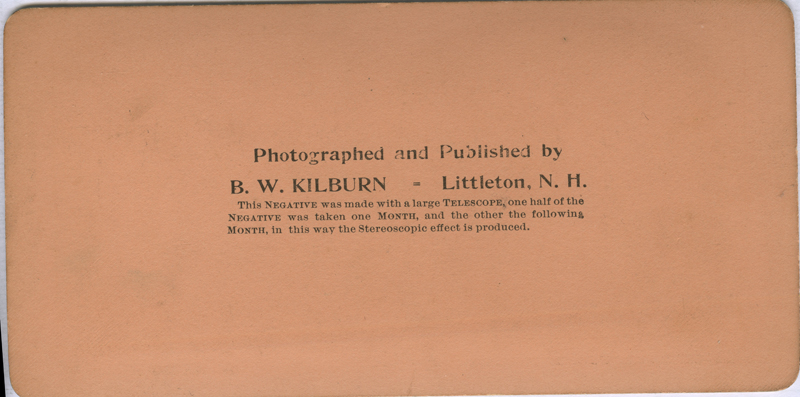 Photographed and Published by
B. W. KILBURN = Littleton, N. H.
This NEGATIVE was made with a large TELESCOPE, one half of the
NEGATIVE was taken one MONTH, and the other the following
MONTH, in this way the Stereoscopic effect is produced.